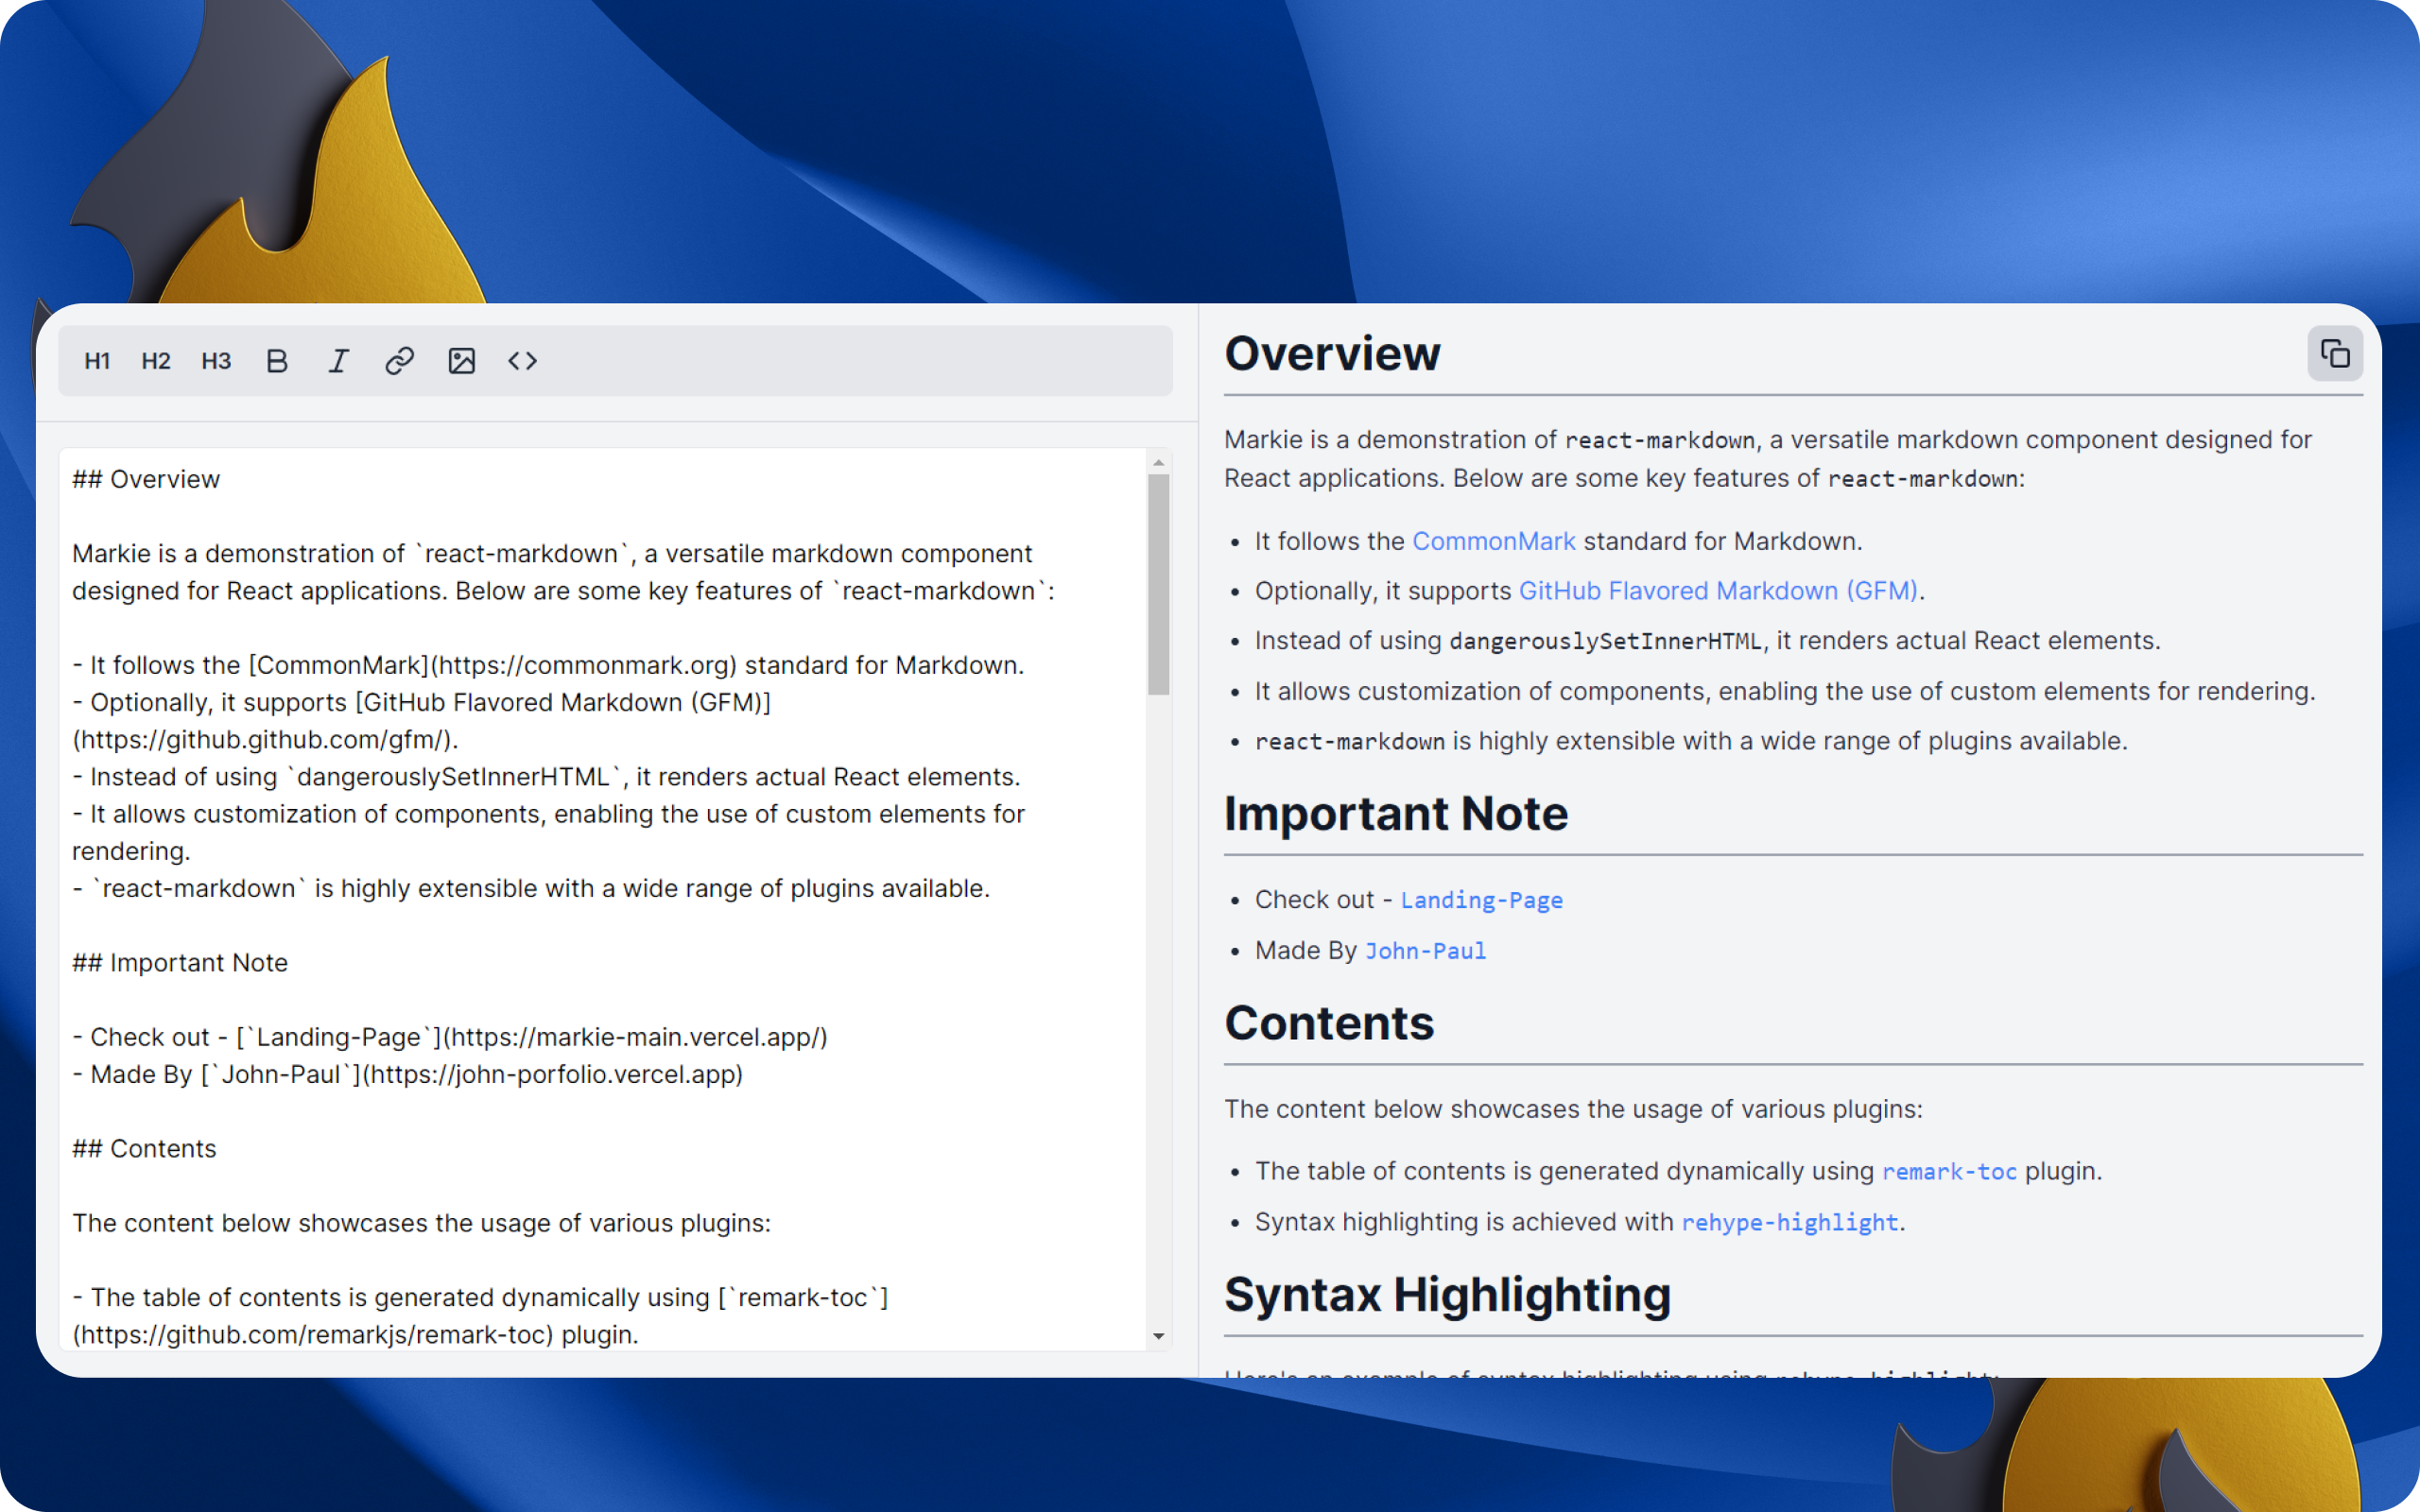 H1 H2 H3
## Overview
Markie is a demonstration of `react-markdown`, a versatile markdown component
designed for React applications. Below are some key features of `react-markdown`:
- It follows the [CommonMark](https://commonmark.org) standard for Markdown.
- Optionally, it supports [GitHub Flavored Markdown (GFM)]
(https://github.github.com/gfm/).
- Instead of using `dangerouslySetInnerHTML`, it renders actual React elements.
- It allows customization of components, enabling the use of custom elements for
rendering.
- `react-markdown` is highly extensible with a wide range of plugins available.
## Important Note
- Check out - [`Landing-Page`](https://markie-main.vercel.app/)
- Made By [`John-Paul`](https://john-porfolio.vercel.app)
## Contents
The content below showcases the usage of various plugins:
- The table of contents is generated dynamically using [`remark-toc`]
(https://github.com/remarkjs/remark-toc) plugin.
Overview
Markie is a demonstration of react-markdown, a versatile markdown component designed for
React applications. Below are some key features of react-markdown:
• It follows the CommonMark standard for Markdown.
• Optionally, it supports GitHub Flavored Markdown (GFM).
• Instead of using dangerouslySetInnerHTML, it renders actual React elements.
• It allows customization of components, enabling the use of custom elements for rendering.
• react-markdown is highly extensible with a wide range of plugins available.
Important Note
• Check out - Landing-Page
• Made By John-Paul
Contents
The content below showcases the usage of various plugins:
• The table of contents is generated dynamically using remark-toc plugin.
• Syntax highlighting is achieved with rehype-highlight.
Syntax Highlighting
Here's an example of syntax highlighting using rehype-highlight: